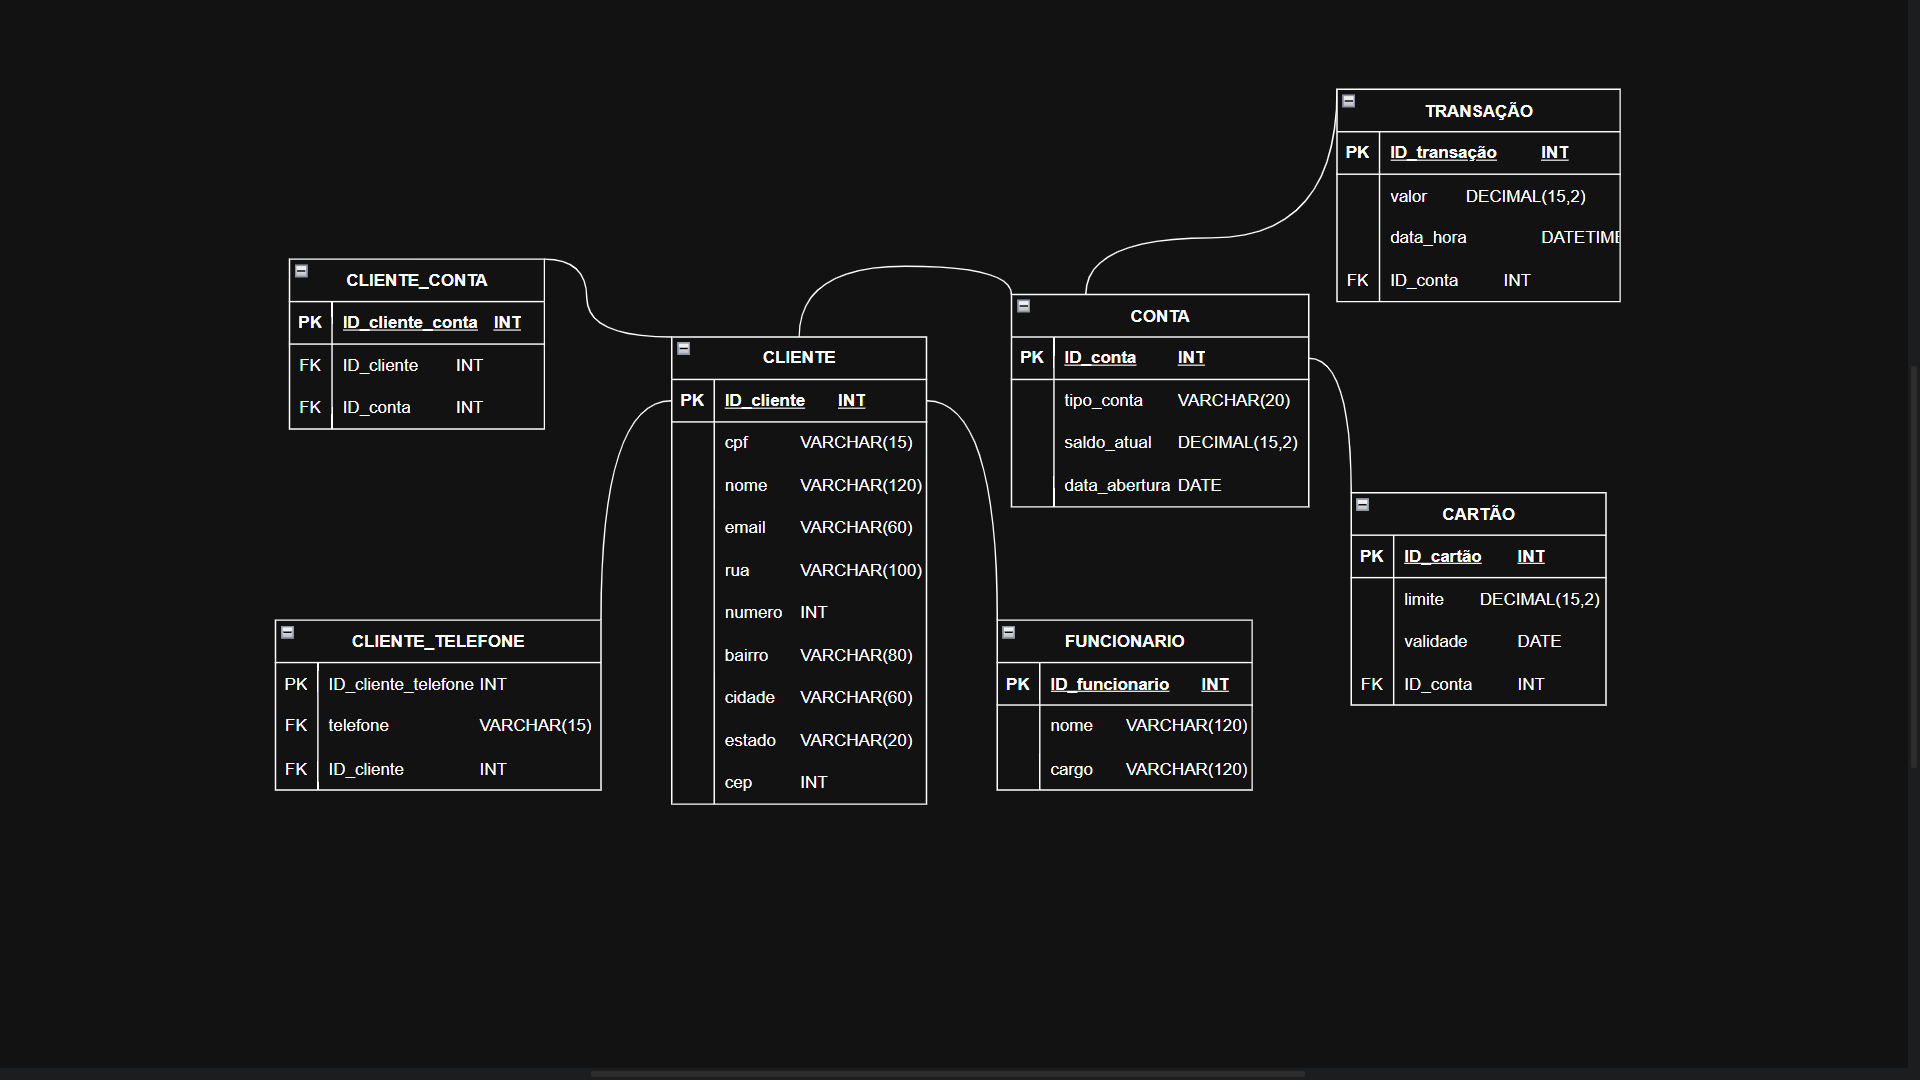 TRANSAÇÃO
PK ID_transação INT
valor DECIMAL(15,2)
data_hora DATETIME
FK ID_conta INT
CLIENTE_CONTA
PK ID_cliente_conta INT
FK ID_cliente INT
FK ID_conta INT
CONTA
PK ID_conta INT
tipo_conta VARCHAR(20)
saldo_atual DECIMAL(15,2)
data_abertura DATE
CLIENTE
PK ID_cliente INT
cpf VARCHAR(15)
nome VARCHAR(120)
email VARCHAR(60)
rua VARCHAR(100)
numero INT
bairro VARCHAR(80)
cidade VARCHAR(60)
estado VARCHAR(20)
cep INT
CARTÃO
PK ID_cartão INT
limite DECIMAL(15,2)
validade DATE
FK ID_conta INT
CLIENTE_TELEFONE
PK ID_cliente_telefone INT
FK telefone VARCHAR(15)
FK ID_cliente INT
FUNCIONARIO
PK ID_funcionario INT
nome VARCHAR(120)
cargo VARCHAR(120)